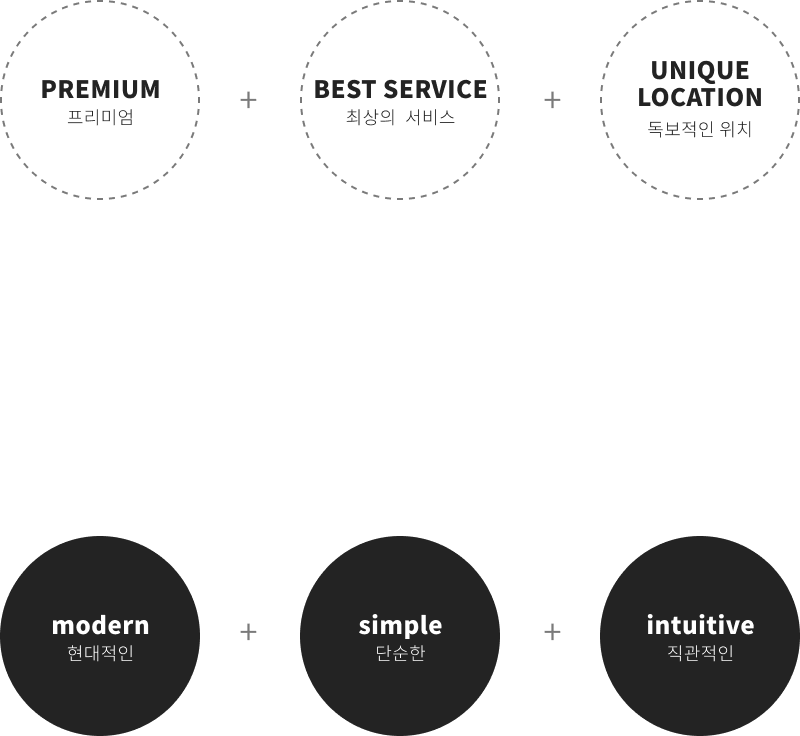 PREMIUM
프리미엄
+
BEST SERVICE
최상의 서비스
+
UNIQUE
LOCATION
독보적인 위치
modern
현대적인
+
simple
단순한
+
intuitive
직관적인